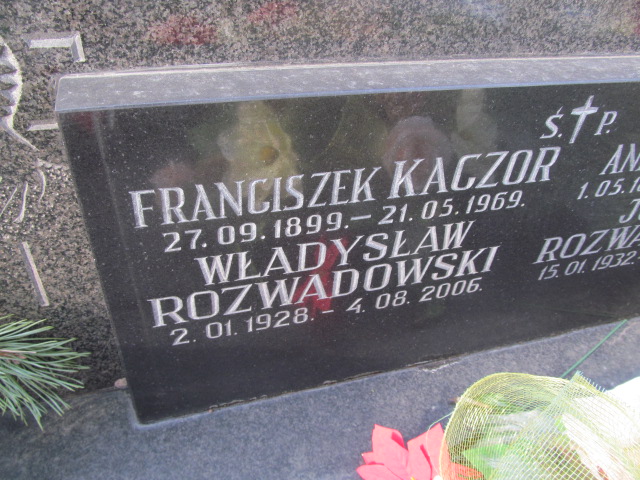 Ś. P.
FRANCISZEK KACZOR
27.09.1899.- 21.05.1969.
WŁADYSŁAW
ROZWADOWSKI
2.01.1928.- 4.08.2006.
15.01.1932.